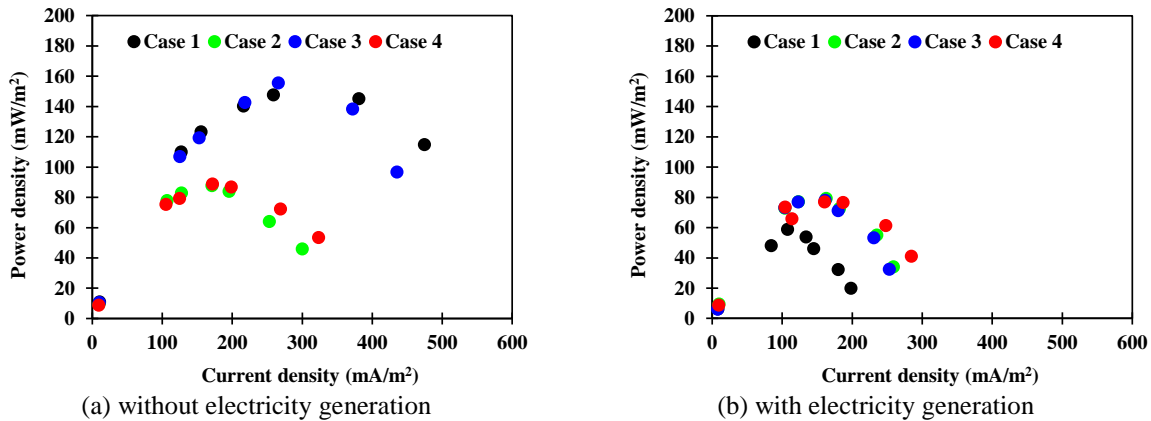 Power density (mW/m²)
200
180
160
140
120
100
80
60
40
20
0
Case 1 Case 2 Case 3 Case 4
0 100 200 300 400 500 600
Current density (mA/m²)
(a) without electricity generation
Power density (mW/m²)
200
180
160
140
120
100
80
60
40
20
0
Case 1 Case 2 Case 3 Case 4
0 100 200 300 400 500 600
Current density (mA/m²)
(b) with electricity generation